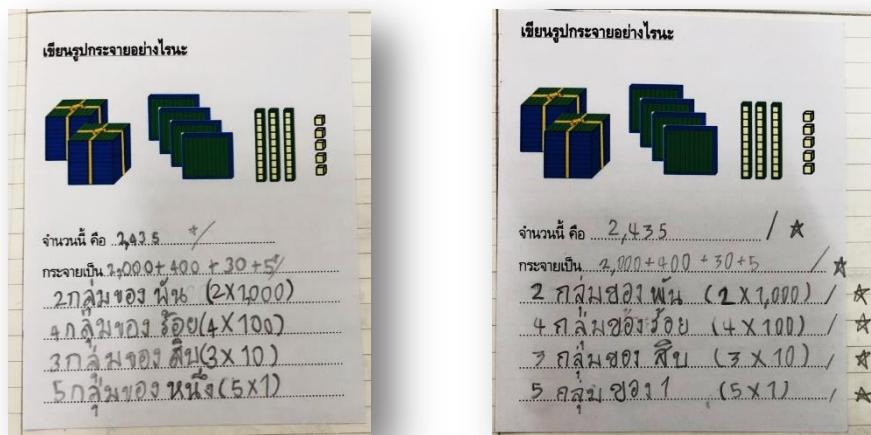 เขียนรูปกระจายอย่างไรนะ
จำนวนนี้ คือ 2,435
กระจายเป็น 2,000+400+30+5
2กลุ่มของ พัน (2X1,000)
4กลุ่มของ ร้อย(4X100)
3กลุ่มของ สิบ(3X10)
5กลุ่มของ หนึ่ง(5X1)
เขียนรูปกระจายอย่างไรนะ
จำนวนนี้ คือ 2,435
กระจายเป็น 2,000+400+30+5
2 กลุ่มของ พัน (2X1,000)
4 กลุ่มของร้อย (4X100)
3 กลุ่มของ สิบ (3X10)
5 กลุ่ม ของ 1 (5X1)